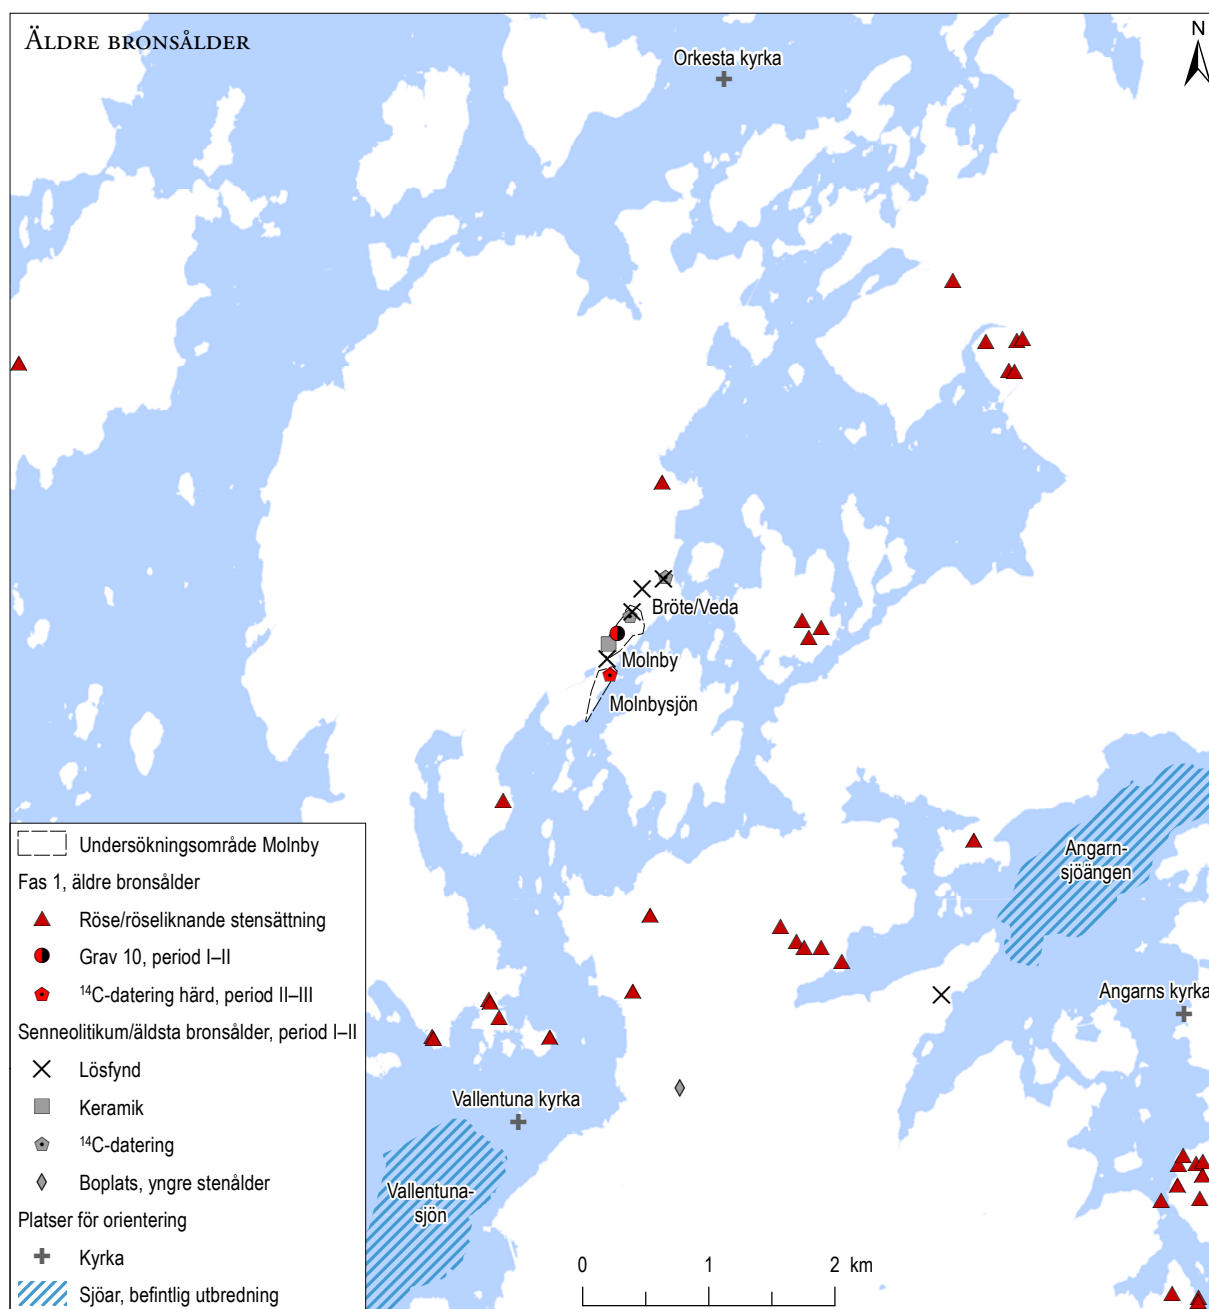 Äldre bronsålder
N
Orkesta kyrka
Bröte/Veda
Molnby
Molnbysjön
Angarn-
sjöängen
Angarns kyrka
Vallentuna kyrka
Vallentuna-
sjön
Undersökningsområde Molnby
Fas 1, äldre bronsålder
Röse/röseliknande stensättning
Grav 10, period I–II
¹⁴C-datering härd, period II–III
Senneolitikum/äldsta bronsålder, period I–II
Lösfynd
Keramik
¹⁴C-datering
Boplats, yngre stenålder
Platser för orientering
Kyrka
Sjöar, befintlig utbredning
0 1 2 km